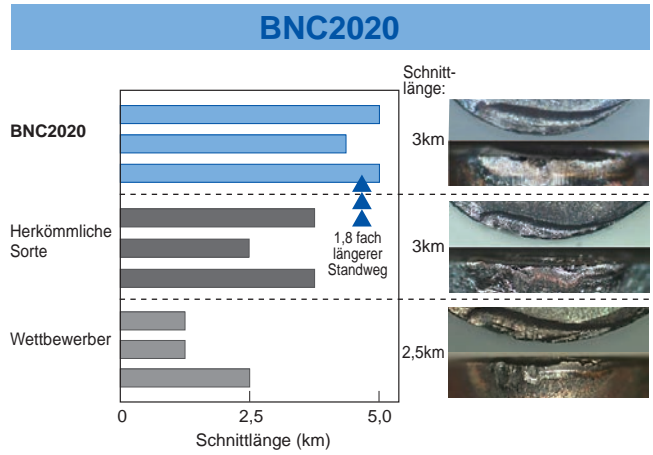 BNC2020
Schnitt-
länge:
BNC2020
3km
Herkömmliche
Sorte
1,8 fach
längerer
Standweg
3km
Wettbewerber
2,5km
0
2,5
5,0
Schnittlänge (km)